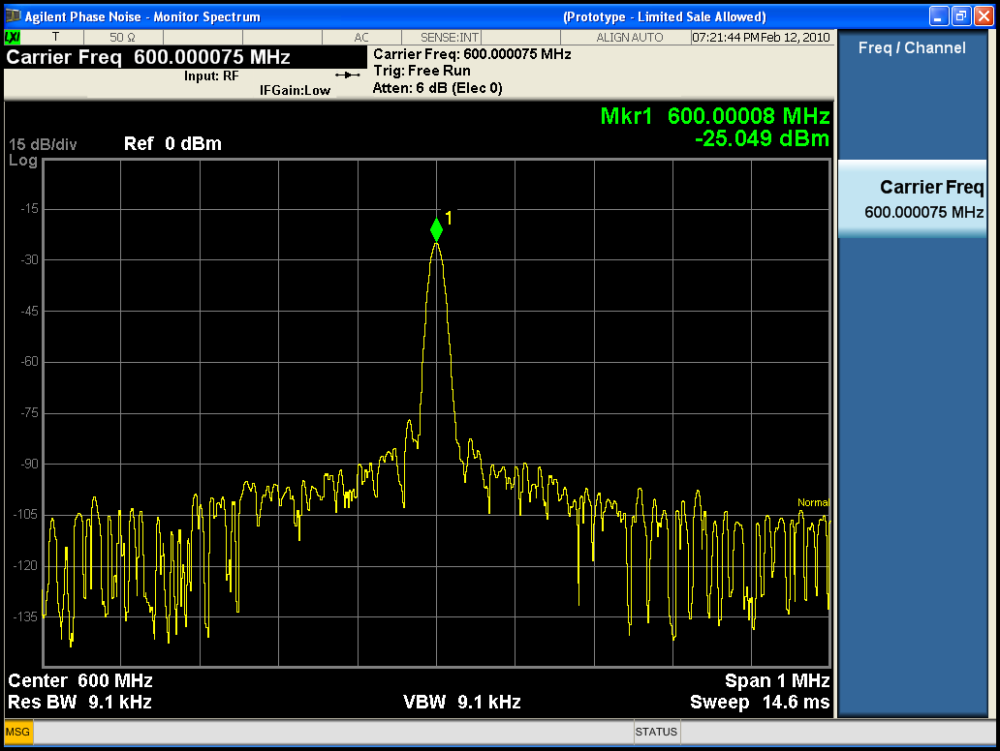 Agilent Phase Noise - Monitor Spectrum (Prototype - Limited Sale Allowed)
LXI T 50 Ω AC SENSE:INT ALIGN AUTO 07:21:44 PM Feb 12, 2010
Freq / Channel
Carrier Freq 600.000075 MHz
Carrier Freq: 600.000075 MHz
Input: RF
Trig: Free Run
IFGain:Low
Atten: 6 dB (Elec 0)
Mkr1 600.00008 MHz
-25.049 dBm
15 dB/div Ref 0 dBm
Log
Carrier Freq
600.000075 MHz
-15
1
-30
-45
-60
-75
-90
Normal
-105
-120
-135
Center 600 MHz Span 1 MHz
Res BW 9.1 kHz VBW 9.1 kHz Sweep 14.6 ms
MSG STATUS